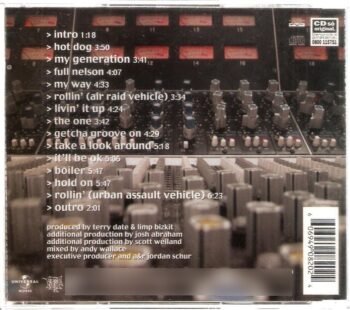 > intro 1:18
> hot dog 3:50
> my generation 3:41
> full nelson 4:07
> my way 4:33
> rollin' (air raid vehicle) 3:34
> livin' it up 4:24
> the one 3:42
> getcha groove on 4:29
> take a look around 5:18
> it'll be ok 5:06
> boiler 5:47
> hold on 5:47
> rollin' (urban assault vehicle) 6:23
> outro 2:01
produced by terry date & limp bizkit
additional production by josh abraham
additional production by scott weiland
mixed by andy wallace
executive producer and a&r jordan schur
CD só
original.
UNIVERSAL